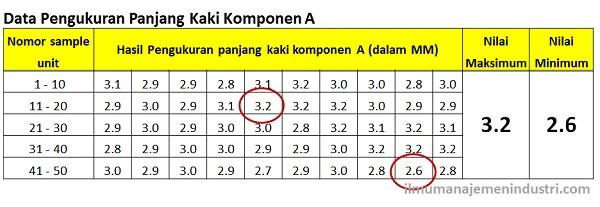 Data Pengukuran Panjang Kaki Komponen A
Nomor sample unit Hasil Pengukuran panjang kaki komponen A (dalam MM) Nilai Maksimum Nilai Minimum
1 - 10 3.1 2.9 2.9 2.8 3.1 3.2 3.0 3.0 2.8 3.0
11 - 20 2.9 3.0 2.9 3.1 3.2 3.2 3.2 3.0 2.9 2.9
21 - 30 2.9 3.0 2.9 3.0 3.0 2.8 3.2 3.1 3.2 3.1
31 - 40 2.8 2.9 3.0 3.0 2.9 2.9 3.0 3.2 3.2 3.2
41 - 50 3.0 2.9 3.0 2.9 2.7 2.9 3.0 2.8 2.6 2.8
3.2 2.6
ilmumanajemenindustri.com